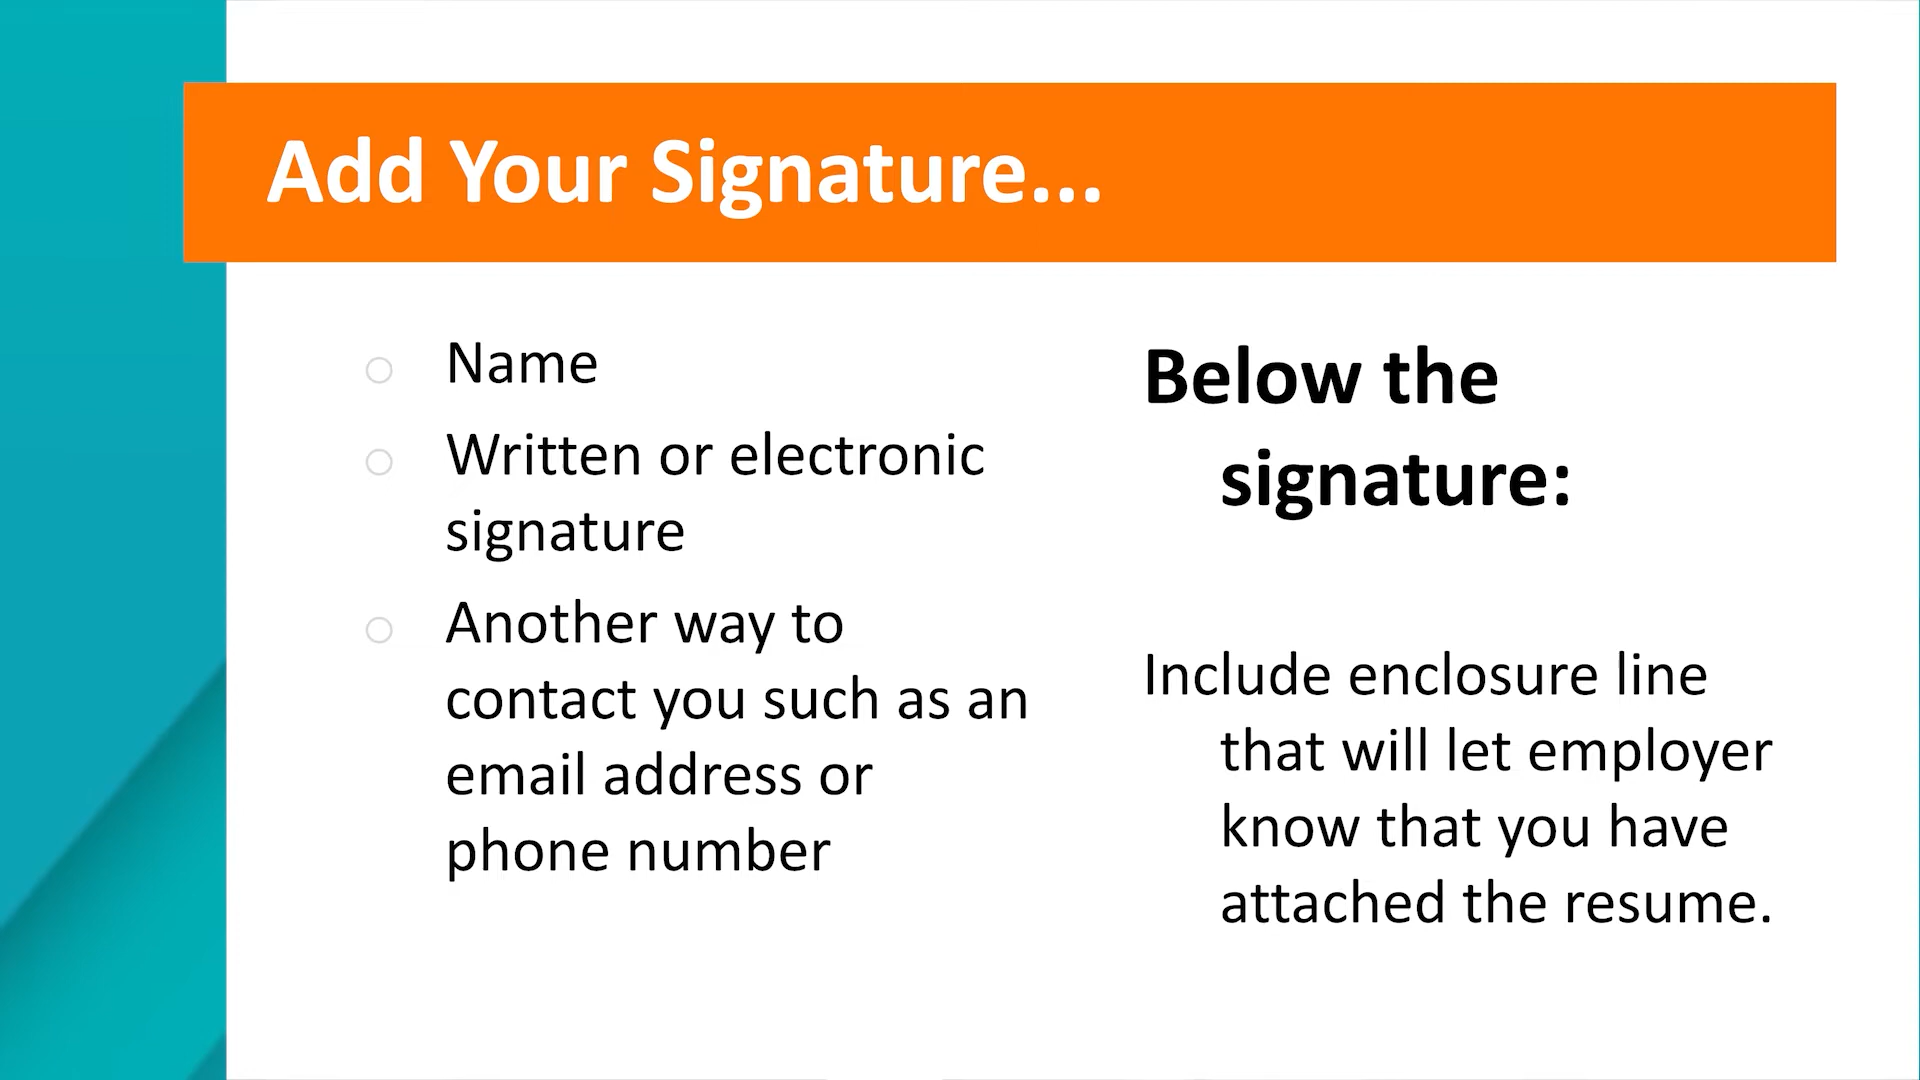 Add Your Signature...
Name
Written or electronic
signature
Another way to
contact you such as an
email address or
phone number
Below the
signature:
Include enclosure line
that will let employer
know that you have
attached the resume.